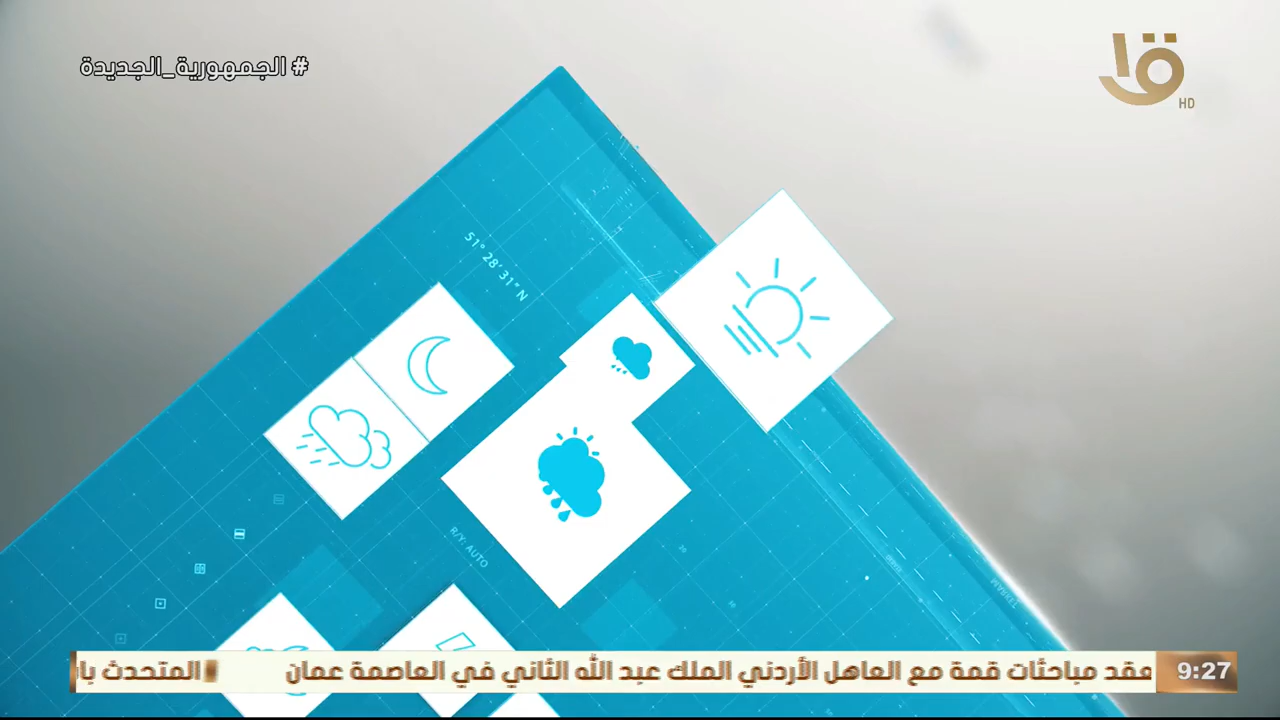 # الجمهورية_الجديدة
HD
51° 28' 31" N
R/Y: AUTO
9:27
عقد مباحثات قمة مع العاهل الأردني الملك عبد الله الثاني في العاصمة عمان
المتحدث